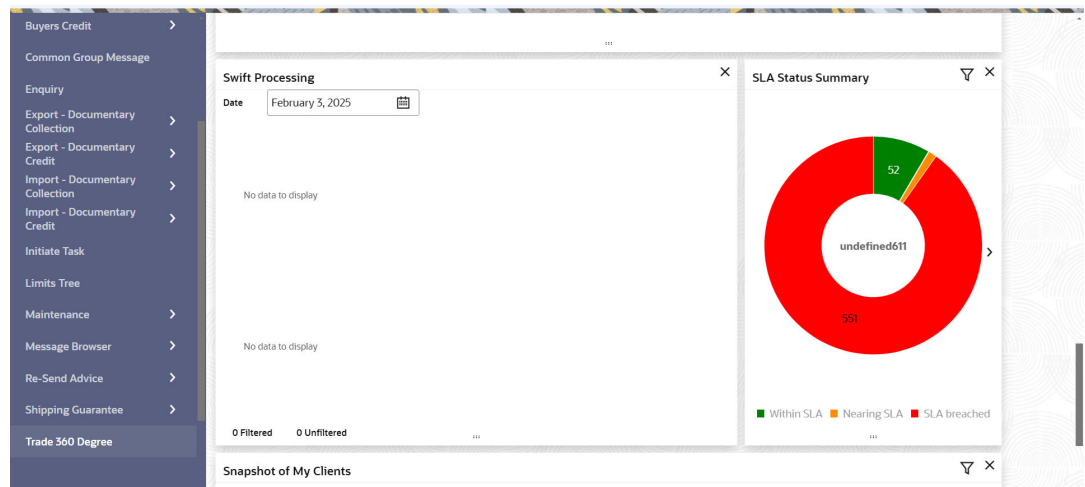 Buyers Credit
Common Group Message
Enquiry
Export - Documentary
Collection
Export - Documentary
Credit
Import - Documentary
Collection
Import - Documentary
Credit
Initiate Task
Limits Tree
Maintenance
Message Browser
Re-Send Advice
Shipping Guarantee
Trade 360 Degree
Swift Processing
Date February 3, 2025
No data to display
No data to display
0 Filtered 0 Unfiltered
SLA Status Summary
52
undefined611
551
Within SLA Nearing SLA SLA breached
Snapshot of My Clients